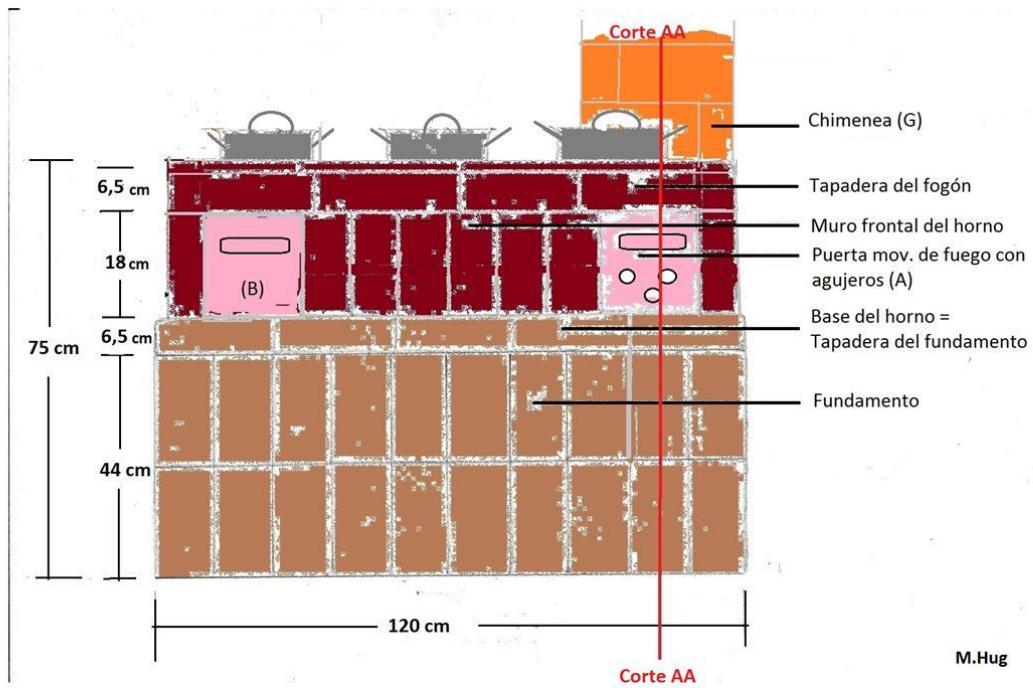 Corte AA
Chimenea (G)
6,5 cm
Tapadera del fogón
Muro frontal del horno
18 cm
Puerta mov. de fuego con
agujeros (A)
(B)
Base del horno =
Tapadera del fundamento
6,5 cm
75 cm
Fundamento
44 cm
120 cm
M.Hug
Corte AA